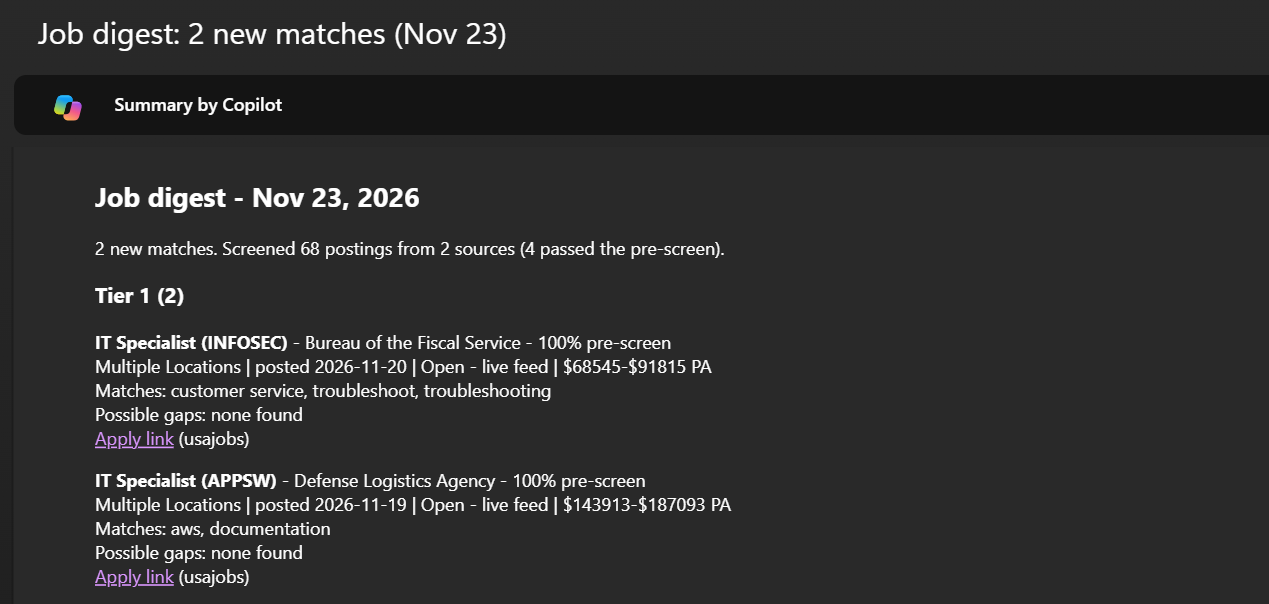 Job digest: 2 new matches (Nov 23)
Summary by Copilot
Job digest - Nov 23, 2026
2 new matches. Screened 68 postings from 2 sources (4 passed the pre-screen).
Tier 1 (2)
IT Specialist (INFOSEC) - Bureau of the Fiscal Service - 100% pre-screen
Multiple Locations | posted 2026-11-20 | Open - live feed | $68545-$91815 PA
Matches: customer service, troubleshoot, troubleshooting
Possible gaps: none found
Apply link (usajobs)
IT Specialist (APPSW) - Defense Logistics Agency - 100% pre-screen
Multiple Locations | posted 2026-11-19 | Open - live feed | $143913-$187093 PA
Matches: aws, documentation
Possible gaps: none found
Apply link (usajobs)